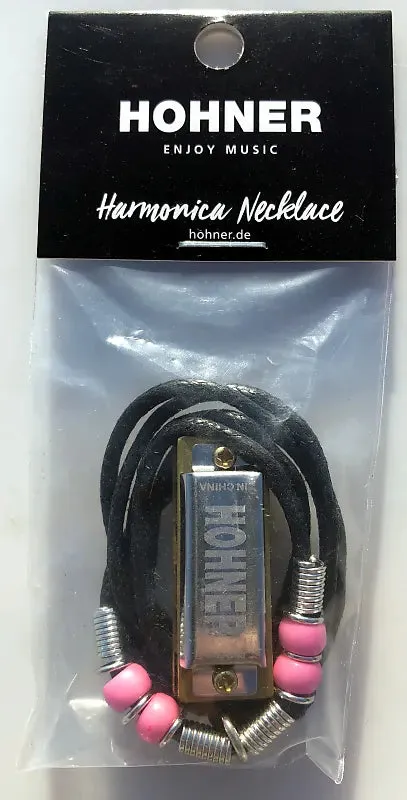 HOHNER
ENJOY MUSIC
Harmonica Necklace
hohner.de
IN CHINA
HOHNER